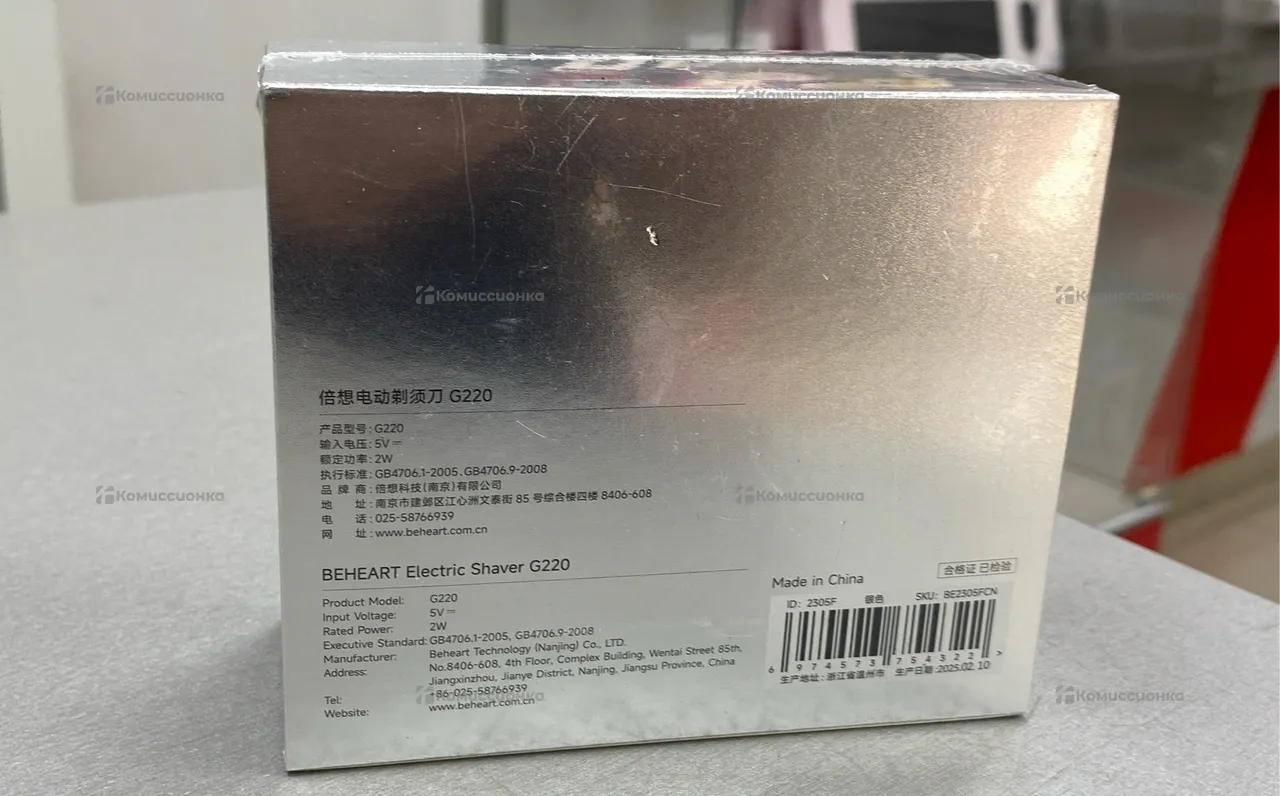 倍想电动剃须刀 G220
产品型号:G220
输入电压:5V⎓
额定功率:2W
执行标准:GB4706.1-2005、GB4706.9-2008
品 牌 商:倍想科技(南京)有限公司
地 址:南京市建邺区江心洲文泰街 85 号综合楼四楼 8406-608
电 话:025-58766939
网 址:www.beheart.com.cn
BEHEART Electric Shaver G220
Product Model: G220
Input Voltage: 5V⎓
Rated Power: 2W
Executive Standard: GB4706.1-2005, GB4706.9-2008
Manufacturer: Beheart Technology (Nanjing) Co., LTD.
Address: No.8406-608, 4th Floor, Complex Building, Wentai Street 85th,
Jiangxinzhou, Jianye District, Nanjing, Jiangsu Province, China
Tel: +86-025-58766939
Website: www.beheart.com.cn
Made in China
合格证 已检验
ID: 2305F 银色 SKU: BE2305FCN
6 974573 754322 >
生产地址:浙江省温州市 生产日期:2025.02.10
Комиссионка
Комиссионка
Комиссионка
Комиссионка
Комиссионка
Комиссионка
Комиссионка
Комиссионка